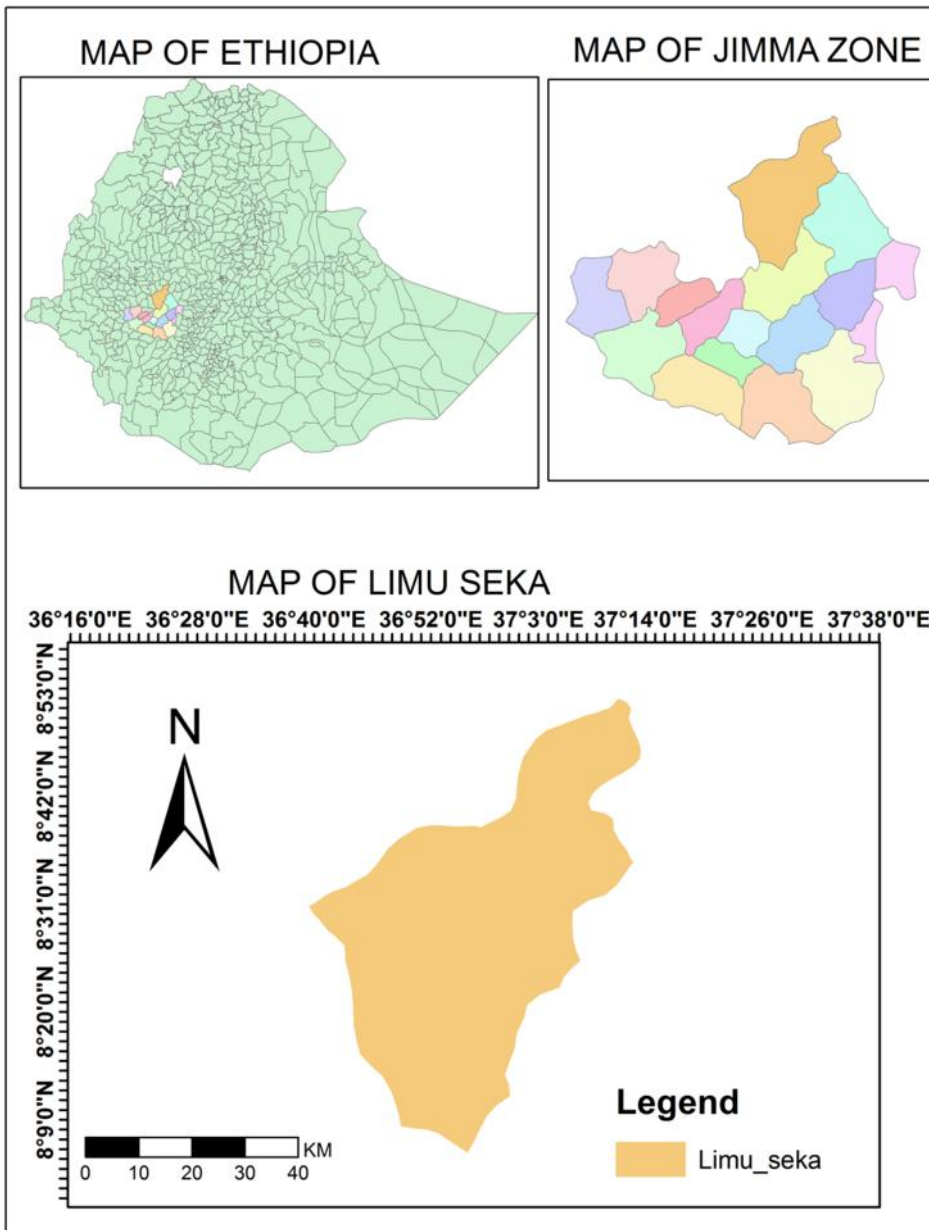 MAP OF ETHIOPIA
MAP OF JIMMA ZONE
MAP OF LIMU SEKA
36°16'0"E 36°28'0"E 36°40'0"E 36°52'0"E 37°3'0"E 37°14'0"E 37°26'0"E 37°38'0"E
8°53'0"N
8°42'0"N
8°31'0"N
8°20'0"N
8°9'0"N
N
KM
0 10 20 30 40
Legend
Limu_seka